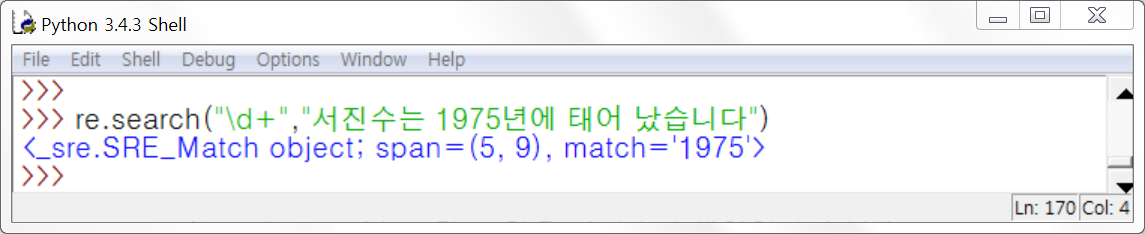 Python 3.4.3 Shell
File Edit Shell Debug Options Window Help
>>>
>>> re.search("\d+","서진수는 1975년에 태어 났습니다")
<_sre.SRE_Match object; span=(5, 9), match='1975'>
>>>
Ln: 170 Col: 4